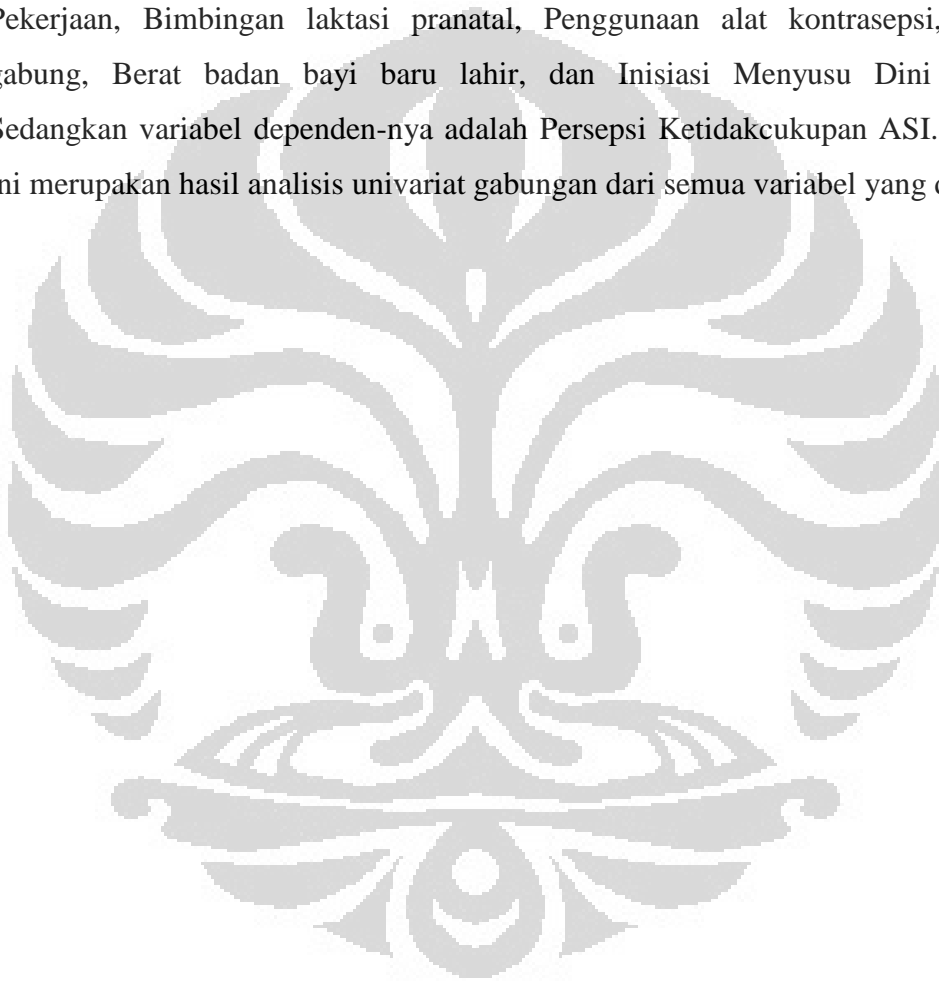 Pekerjaan, Bimbingan laktasi pranatal, Penggunaan alat kontrasepsi,
gabung, Berat badan bayi baru lahir, dan Inisiasi Menyusu Dini
Sedangkan variabel dependen-nya adalah Persepsi Ketidakcukupan ASI.
ini merupakan hasil analisis univariat gabungan dari semua variabel yang